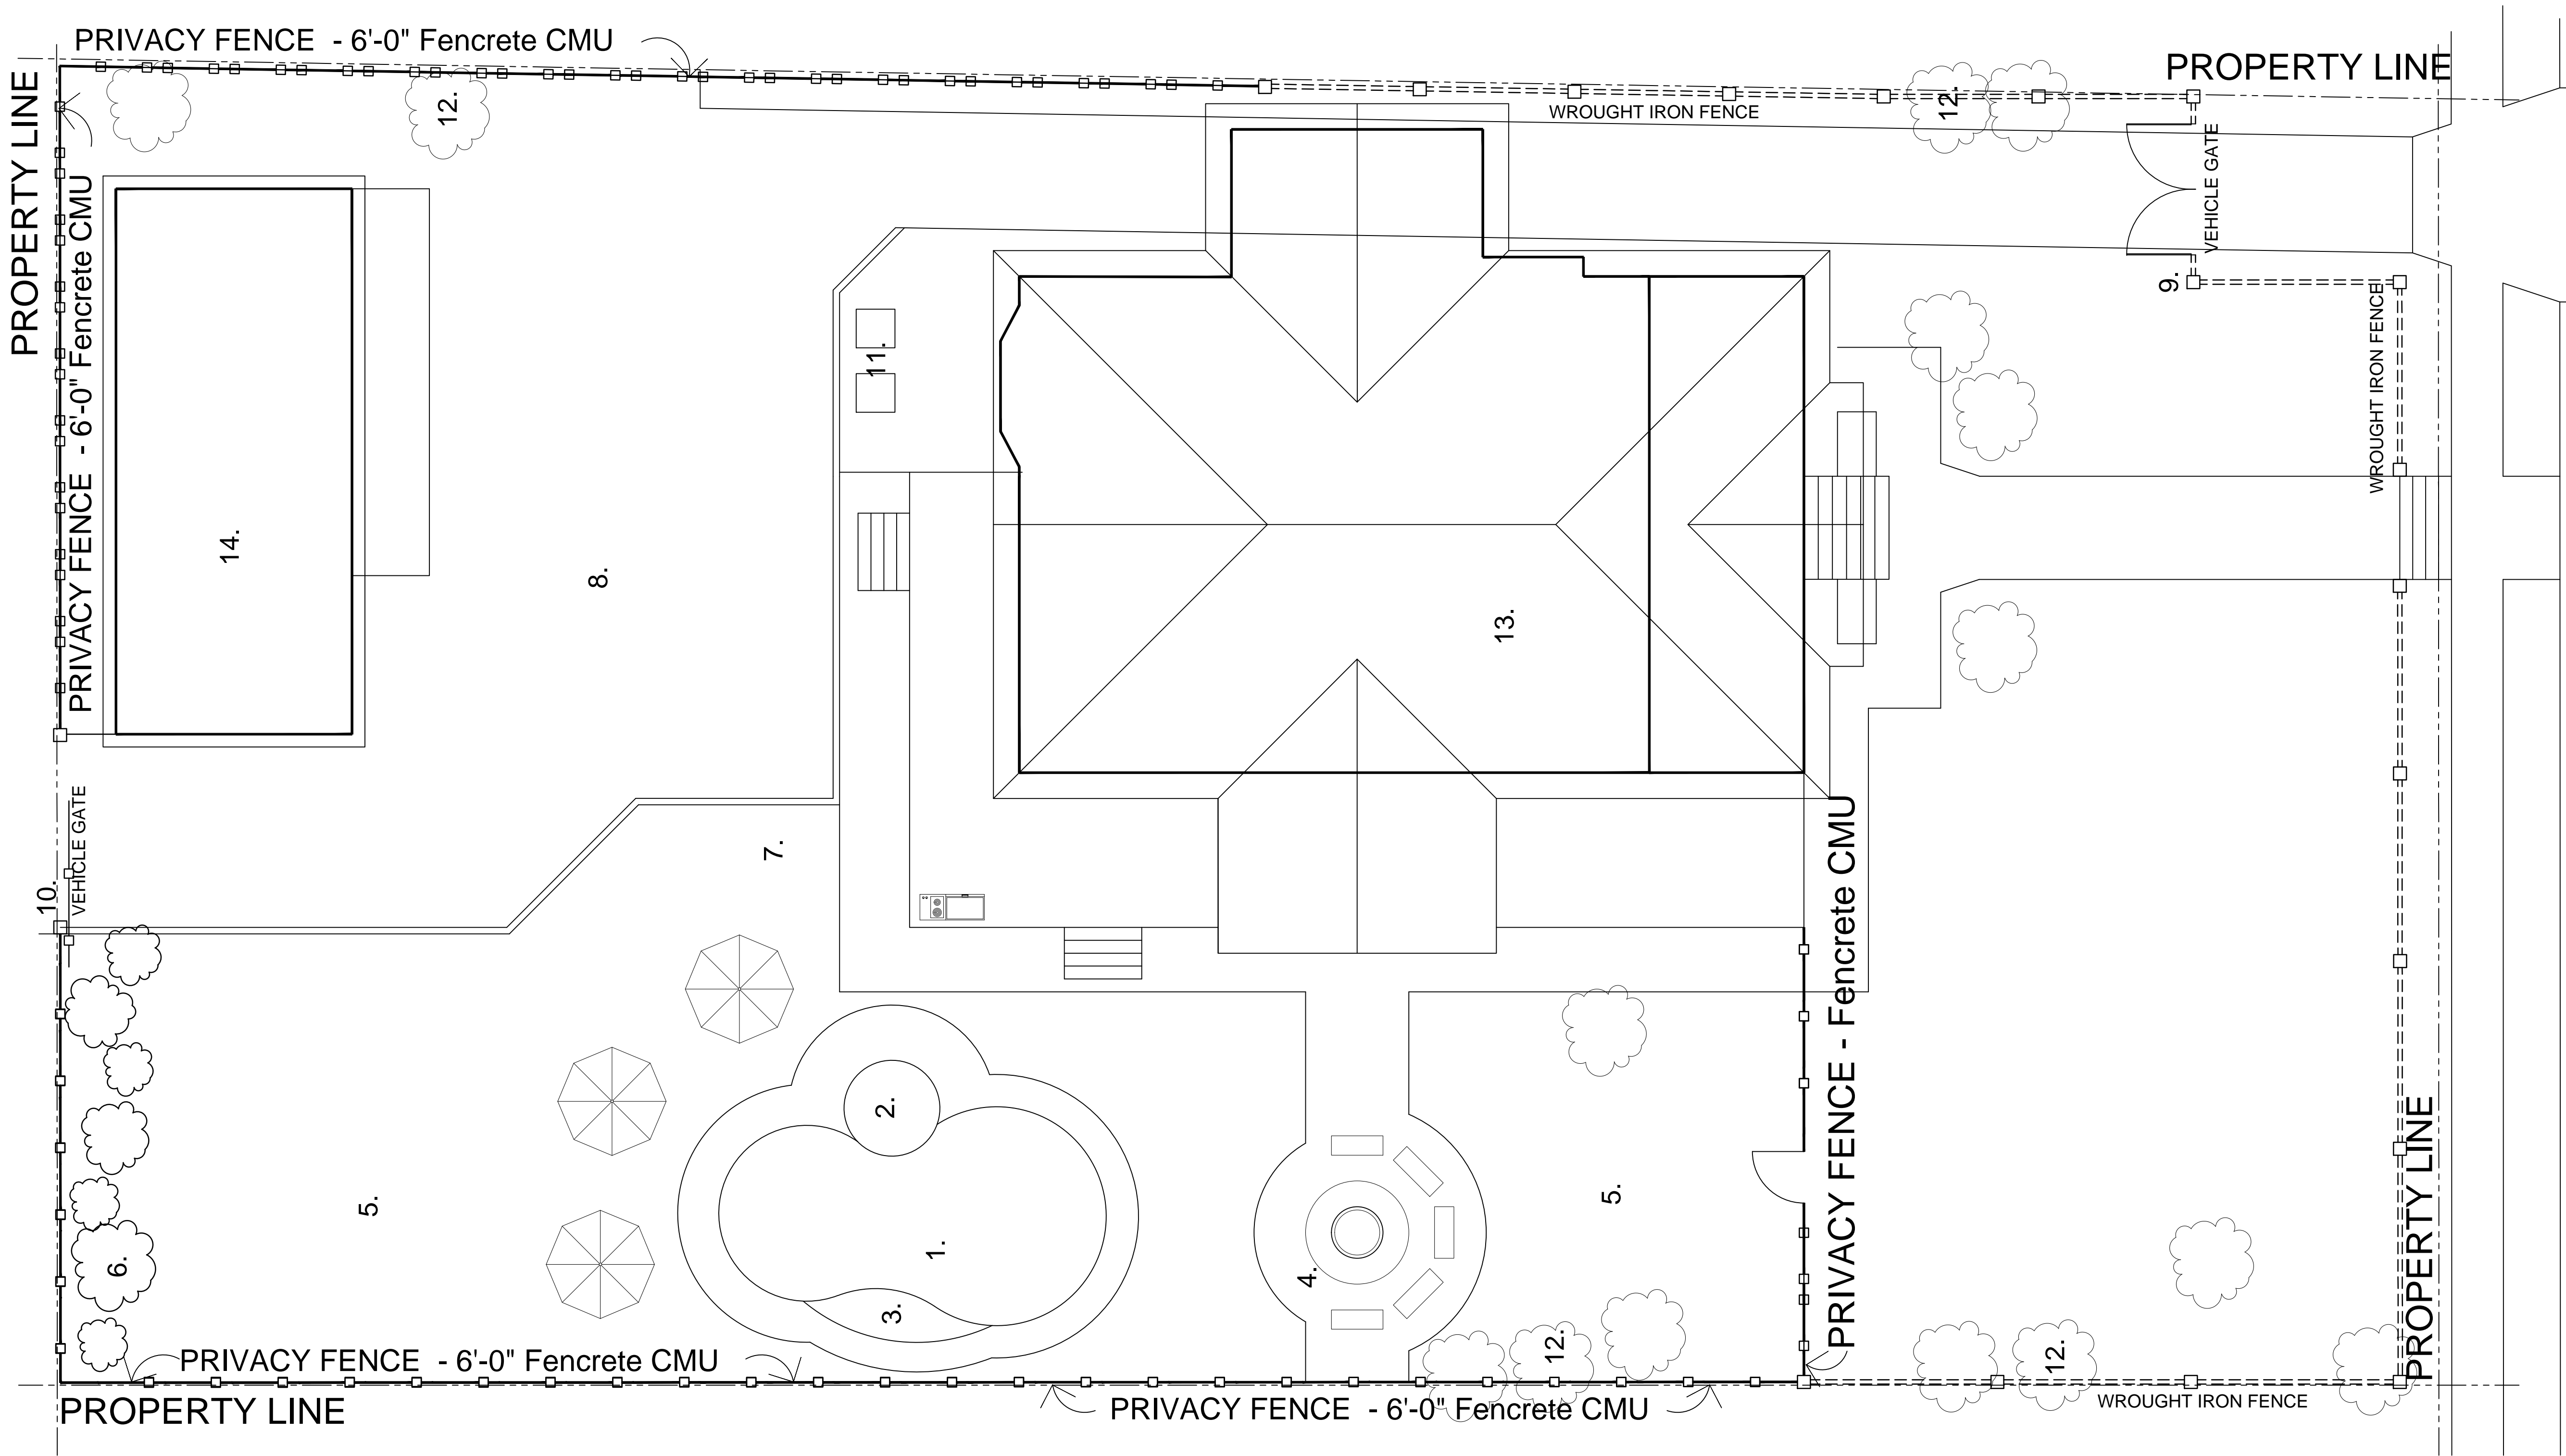 PRIVACY FENCE - 6'-0" Fencrete CMU
PROPERTY LINE
PROPERTY LINE
WROUGHT IRON FENCE
12.
12.
VEHICLE GATE
PRIVACY FENCE - 6'-0" Fencrete CMU
9.
WROUGHT IRON FENCE
11.
14.
8.
13.
7.
10.
VEHICLE GATE
PRIVACY FENCE - Fencrete CMU
2.
5.
5.
1.
6.
4.
3.
PROPERTY LINE
12.
12.
PRIVACY FENCE - 6'-0" Fencrete CMU
PROPERTY LINE
PRIVACY FENCE - 6'-0" Fencrete CMU
WROUGHT IRON FENCE